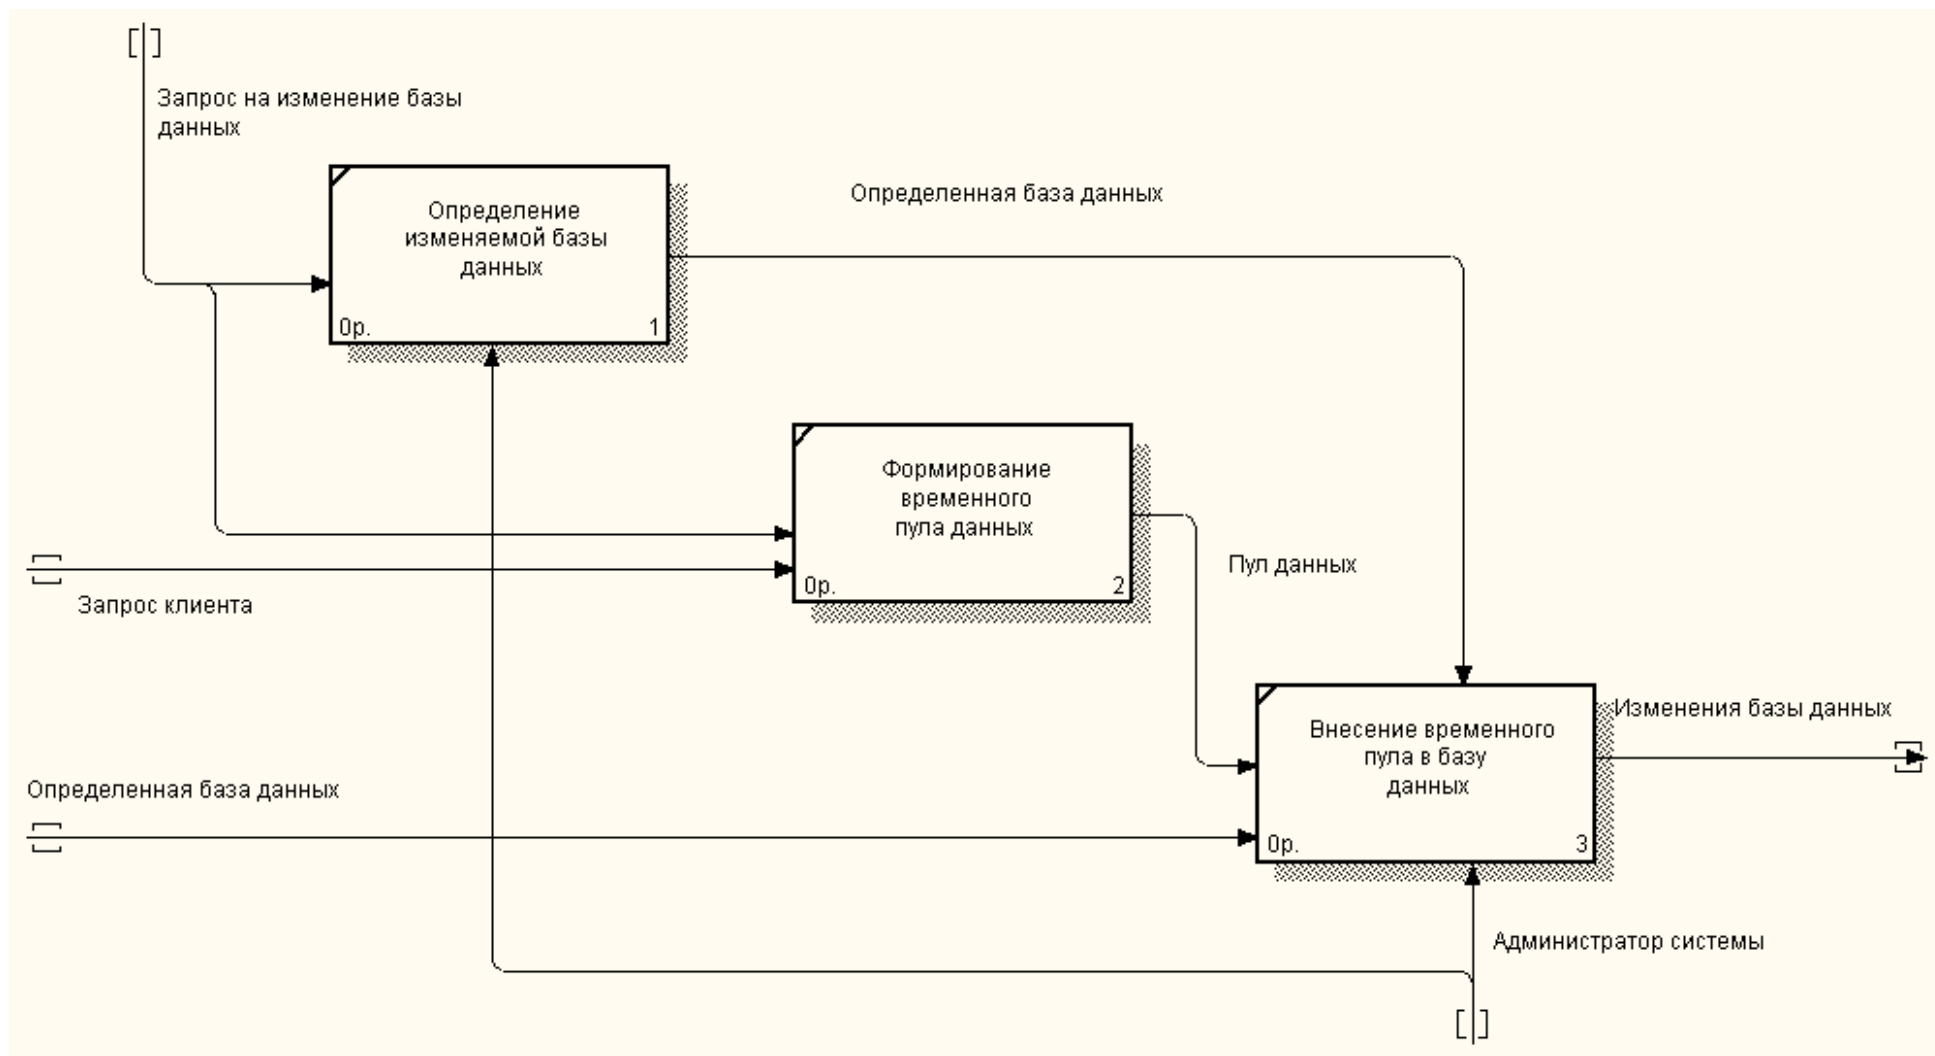 Запрос на изменение базы
данных
Определенная база данных
Определение
изменяемой базы
данных
0р.
1
Формирование
временного
пула данных
0р.
2
Пул данных
Запрос клиента
Изменения базы данных
Внесение временного
пула в базу
данных
0р.
3
Определенная база данных
Администратор системы